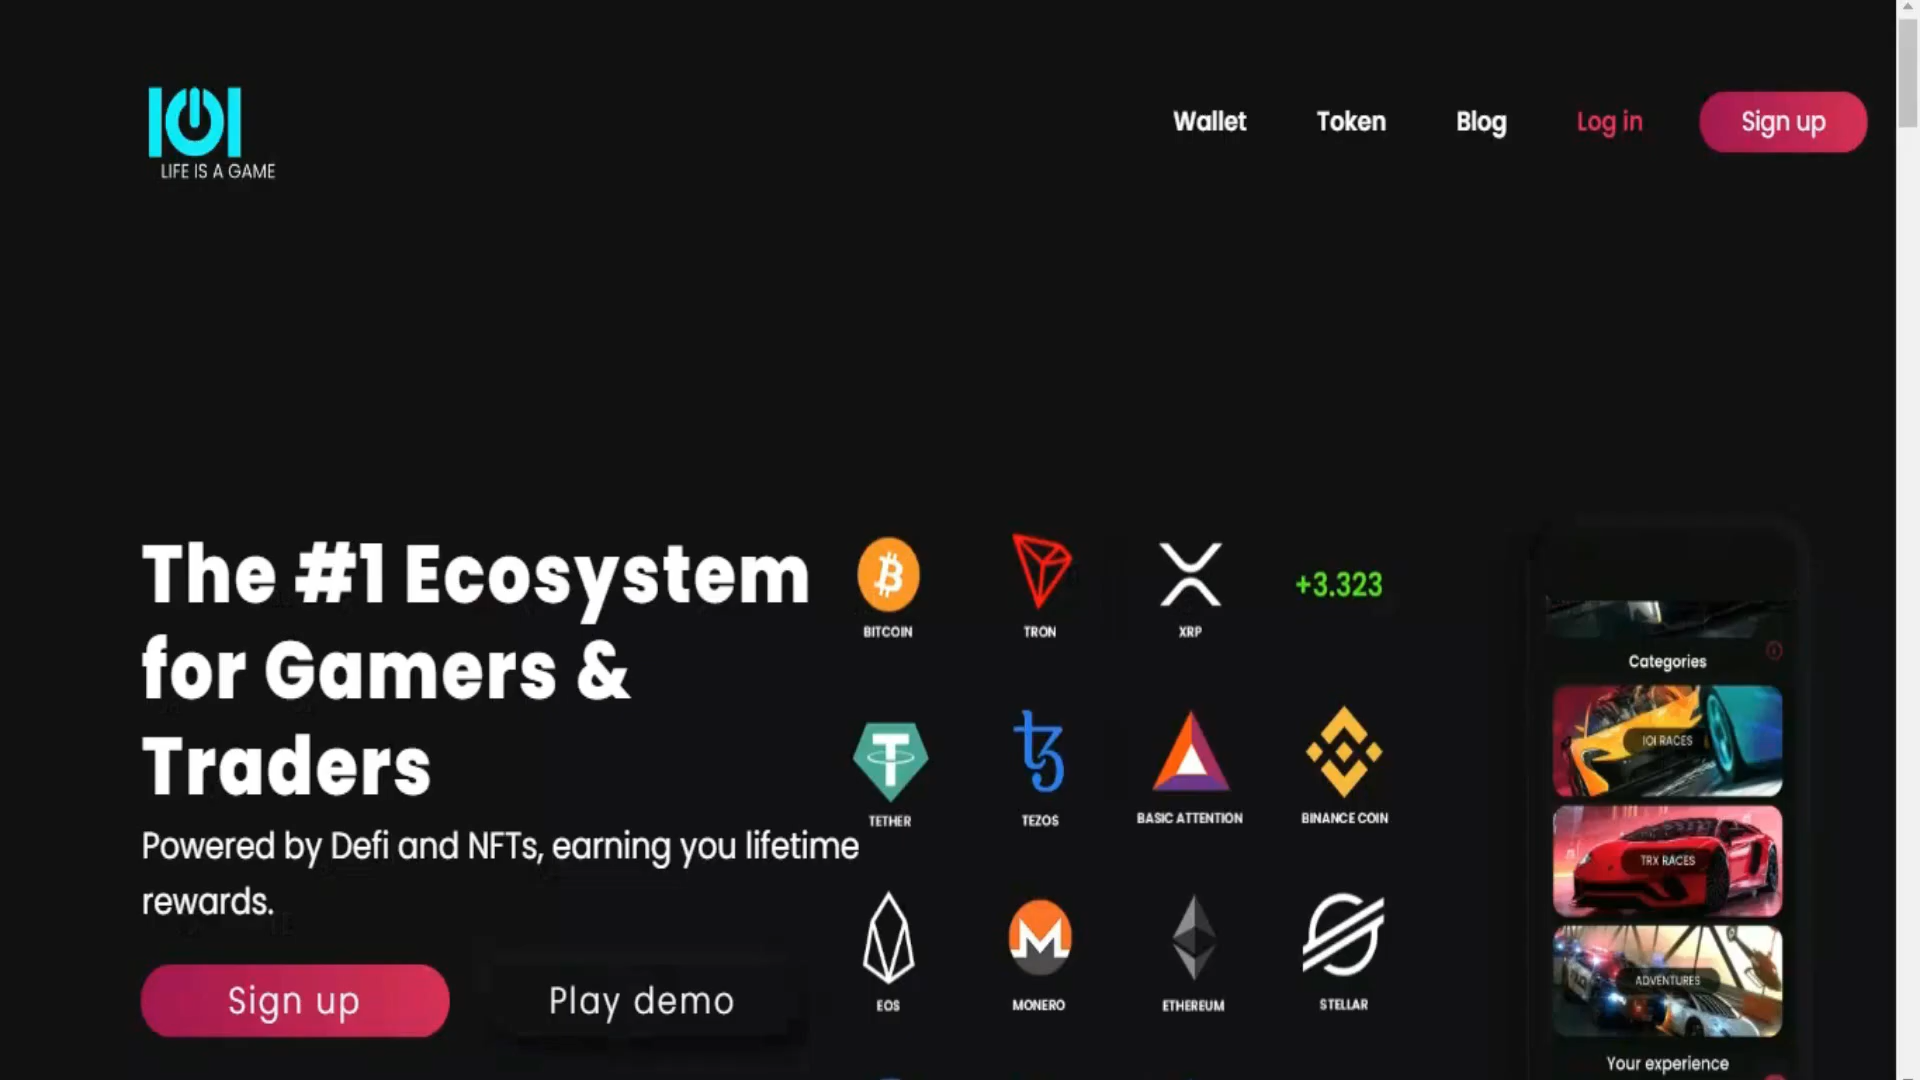 IOI
LIFE IS A GAME
Wallet
Token
Blog
Log in
Sign up
The #1 Ecosystem
for Gamers &
Traders
Powered by Defi and NFTs, earning you lifetime
rewards.
Sign up
Play demo
BITCOIN
TRON
XRP
+3.323
TETHER
TEZOS
BASIC ATTENTION
BINANCE COIN
EOS
MONERO
ETHEREUM
STELLAR
Categories
IOI RACES
TRX RACES
ADVENTURES
Your experience